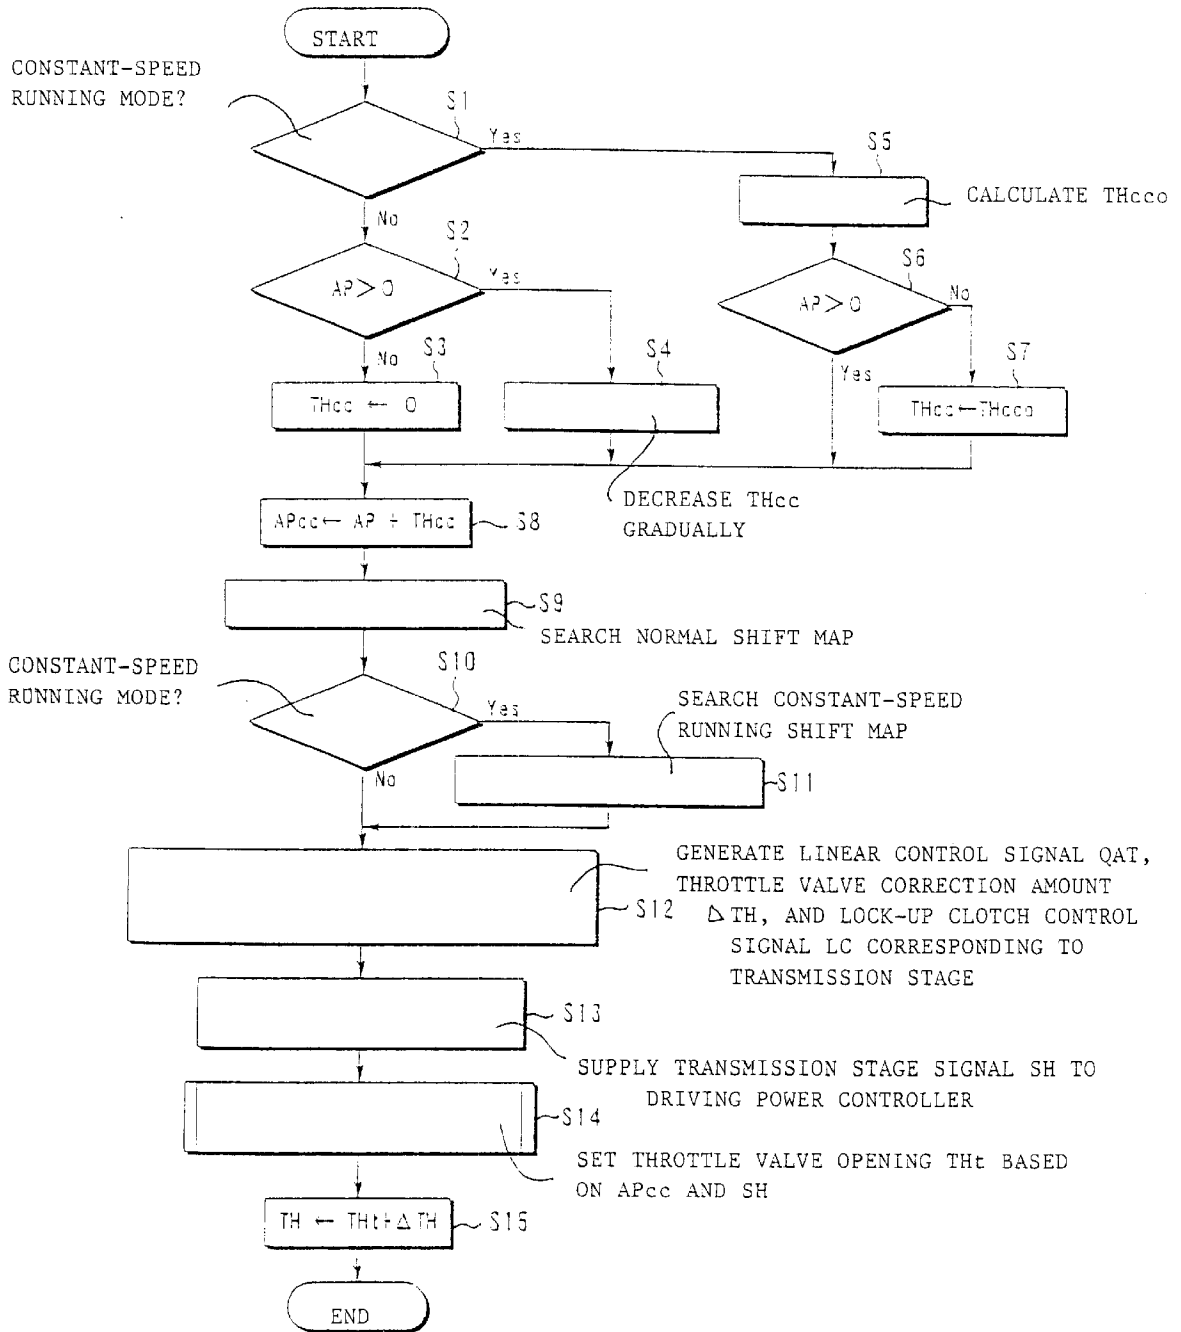 START
CONSTANT-SPEED
RUNNING MODE?
S1
Yes
S5
CALCULATE THcco
No
S2
AP > 0
Yes
S6
AP > 0
No
No
S3
THcc ← 0
S4
Yes
S7
THcc←THcco
DECREASE THcc
GRADUALLY
APcc← AP + THcc
S8
S9
SEARCH NORMAL SHIFT MAP
CONSTANT-SPEED
RUNNING MODE?
S10
Yes
SEARCH CONSTANT-SPEED
RUNNING SHIFT MAP
S11
No
GENERATE LINEAR CONTROL SIGNAL QAT,
THROTTLE VALVE CORRECTION AMOUNT
△TH, AND LOCK-UP CLOTCH CONTROL
SIGNAL LC CORRESPONDING TO
TRANSMISSION STAGE
S12
S13
SUPPLY TRANSMISSION STAGE SIGNAL SH TO
DRIVING POWER CONTROLLER
S14
SET THROTTLE VALVE OPENING THt BASED
ON APcc AND SH
TH ← THt+△TH
S15
END